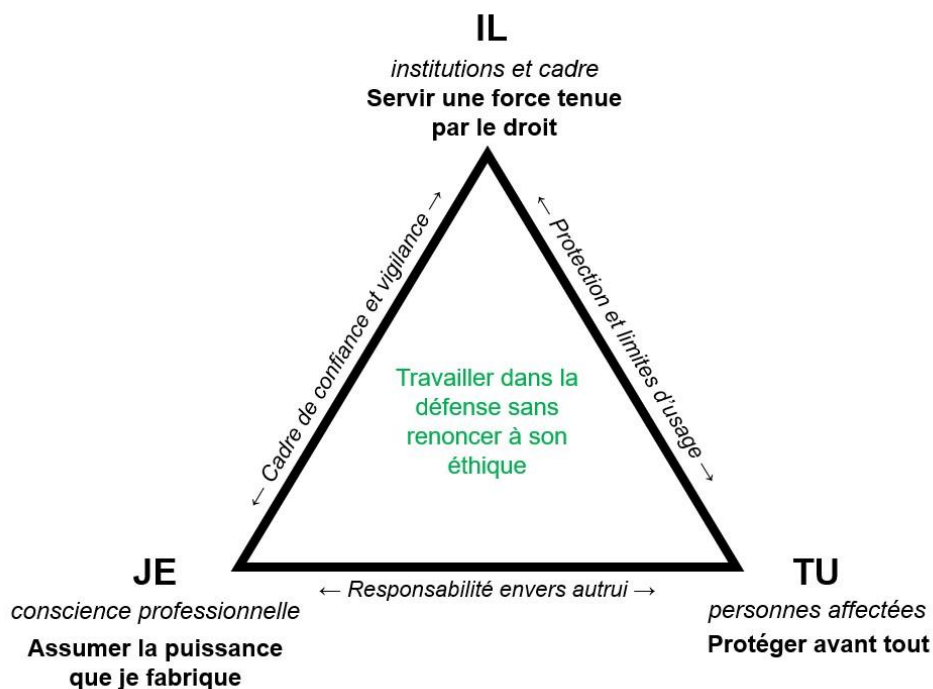 IL
institutions et cadre
Servir une force tenue
par le droit
← Cadre de confiance et vigilance →
← Protection et limites d’usage →
Travailler dans la
défense sans
renoncer à son
éthique
JE
conscience professionnelle
Assumer la puissance
que je fabrique
← Responsabilité envers autrui →
TU
personnes affectées
Protéger avant tout